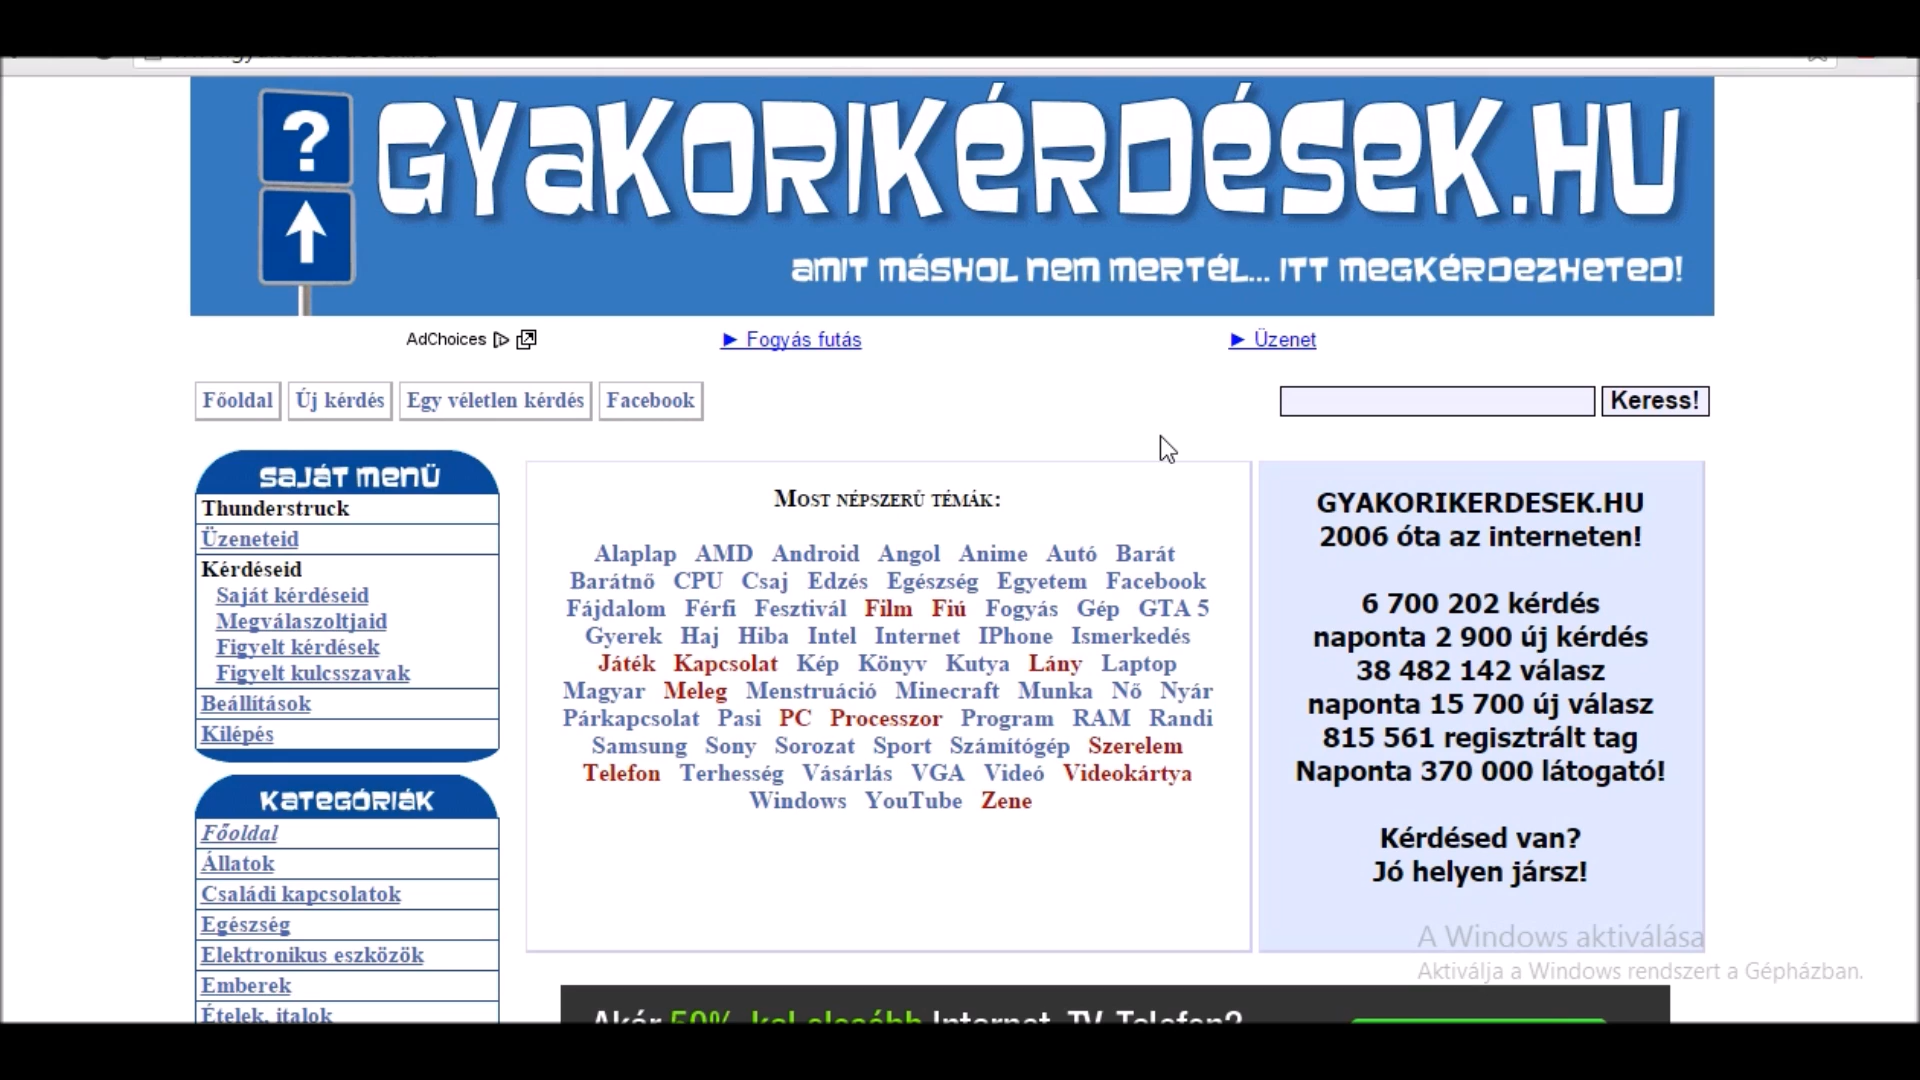 GYAKORIKÉRDÉSEK.HU
AMIT MÁSHOL NEM MERTÉL... ITT MEGKÉRDEZHETED!
AdChoices
► Fogyás futás
► Üzenet
Főoldal
Új kérdés
Egy véletlen kérdés
Facebook
Keress!
SAJÁT MENÜ
Thunderstruck
Üzeneteid
Kérdéseid
Saját kérdéseid
Megválaszoltjaid
Figyelt kérdések
Figyelt kulcsszavak
Beállítások
Kilépés
KATEGÓRIÁK
Főoldal
Állatok
Családi kapcsolatok
Egészség
Elektronikus eszközök
Emberek
Ételek, italok
MOST NÉPSZERŰ TÉMÁK:
Alaplap AMD Android Angol Anime Autó Barát
Barátnő CPU Csaj Edzés Egészség Egyetem Facebook
Fájdalom Férfi Fesztivál Film Fiú Fogyás Gép GTA 5
Gyerek Haj Hiba Intel Internet IPhone Ismerkedés
Játék Kapcsolat Kép Könyv Kutya Lány Laptop
Magyar Meleg Menstruáció Minecraft Munka Nő Nyár
Párkapcsolat Pasi PC Processzor Program RAM Randi
Samsung Sony Sorozat Sport Számítógép Szerelem
Telefon Terhesség Vásárlás VGA Videó Videokártya
Windows YouTube Zene
GYAKORIKERDESEK.HU
2006 óta az interneten!
6 700 202 kérdés
naponta 2 900 új kérdés
38 482 142 válasz
naponta 15 700 új válasz
815 561 regisztrált tag
Naponta 370 000 látogató!
Kérdésed van?
Jó helyen jársz!
A Windows aktiválása
Aktiválja a Windows rendszert a Gépházban.
Akár 50%-kal olcsóbb Internet, TV, Telefon?